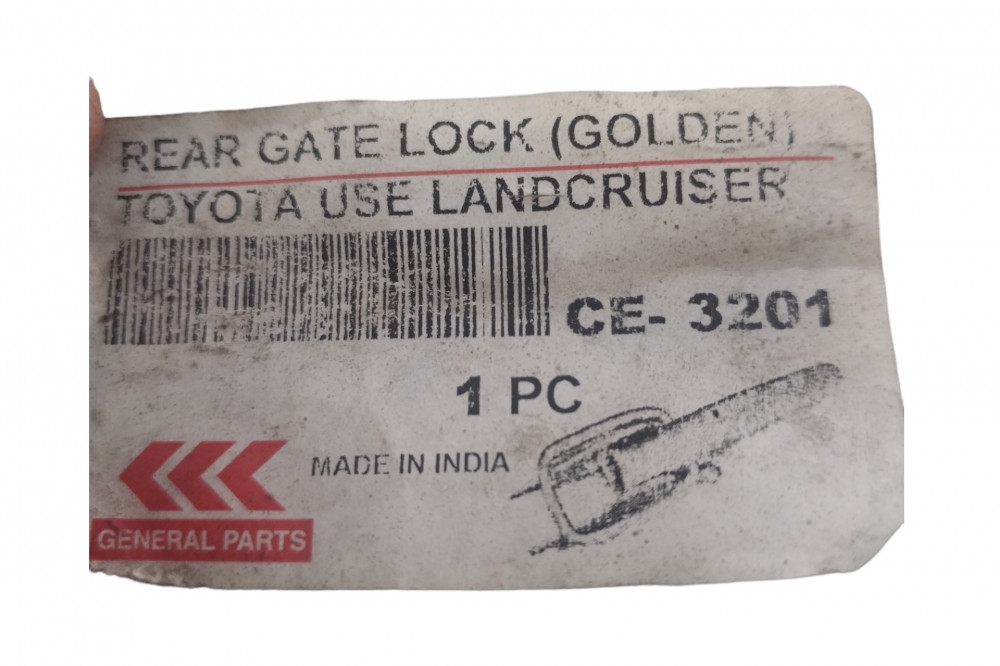 REAR GATE LOCK (GOLDEN)
TOYOTA USE LANDCRUISER
CE- 3201
1 PC
MADE IN INDIA
GENERAL PARTS